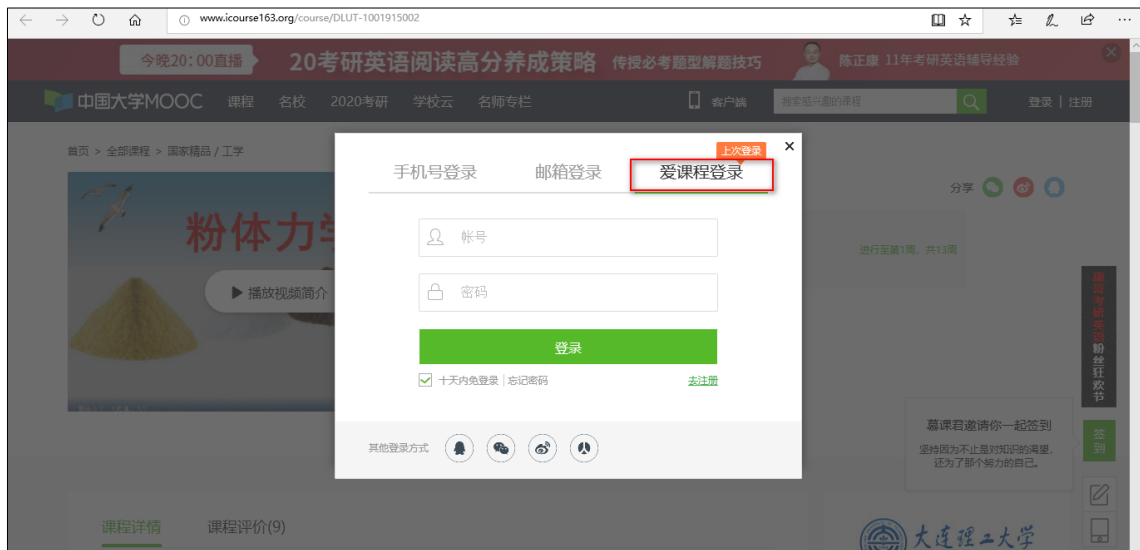 www.icourse163.org/course/DLUT-1001915002
今晚20:00直播 20考研英语阅读高分养成策略 传授必考题型解题技巧 陈正康 11年考研英语辅导经验
中国大学MOOC 课程 名校 2020考研 学校云 名师专栏 客户端 搜索感兴趣的课程 登录 | 注册
首页 > 全部课程 > 国家精品 / 工学
上次登录
手机号登录 邮箱登录 爱课程登录
分享
粉体力学
帐号
进行至第1周，共13周
播放视频简介
密码
登录
十天内免登录 | 忘记密码 去注册
康哥考研英语粉丝狂欢节
慕课君邀请你一起签到
坚持因为不止是对知识的渴望，
还为了那个努力的自己。
签到
其他登录方式
课程详情 课程评价(9)
大连理工大学